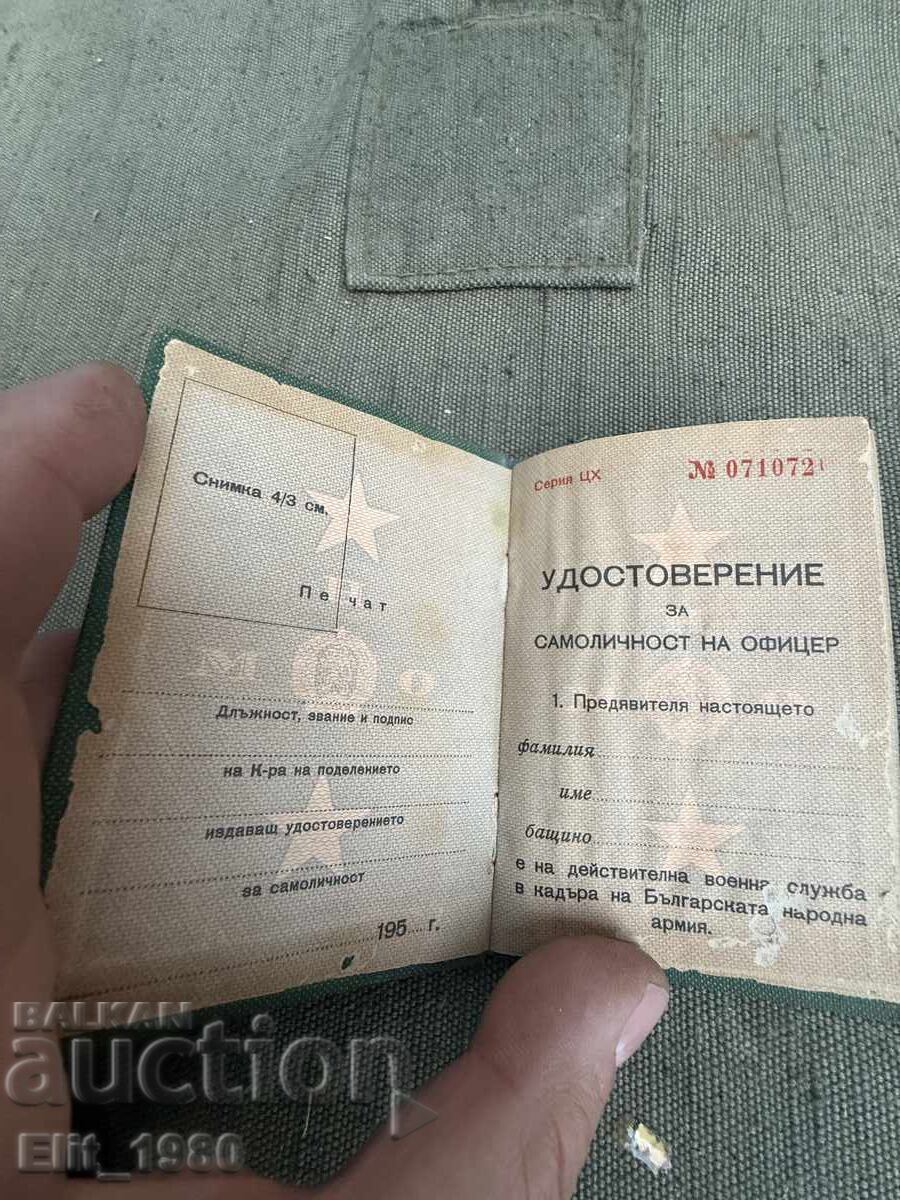 Снимка 4/3 см.
Печат
М О
Длъжност, звание и подпис
на К-ра на поделението
издаващ удостоверението
за самоличност
195 г.
Серия ЦХ № 071072
УДОСТОВЕРЕНИЕ
ЗА
САМОЛИЧНОСТ НА ОФИЦЕР
1. Предявителя настоящето
фамилия
име
бащино
е на действителна военна служба
в кадъра на Българската народна
армия.
BALKAN
auction
Elit_1980